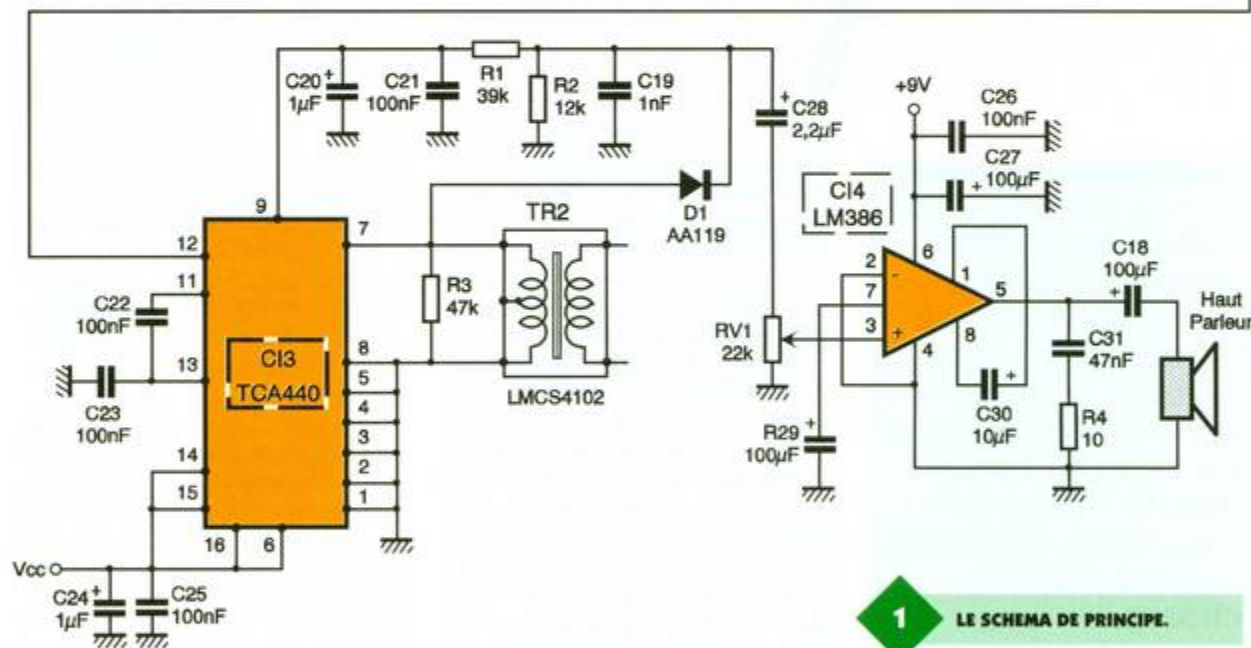 C20
1µF
+
C21
100nF
R1
39k
R2
12k
C19
1nF
+
C28
2,2µF
+9V
C26
100nF
C27
100µF
+
D1
AA119
CI4
LM386
TR2
LMCS4102
9
12
11
13
14
15
16
6
7
8
5
4
3
2
1
CI3
TCA440
C22
100nF
C23
100nF
R3
47k
RV1
22k
2
7
3
-
+
6
1
5
8
4
R29
100µF
+
C30
10µF
+
C18
100µF
+
C31
47nF
R4
10
Haut
Parleur
Vcc
C24
1µF
+
C25
100nF
1
LE SCHEMA DE PRINCIPE.